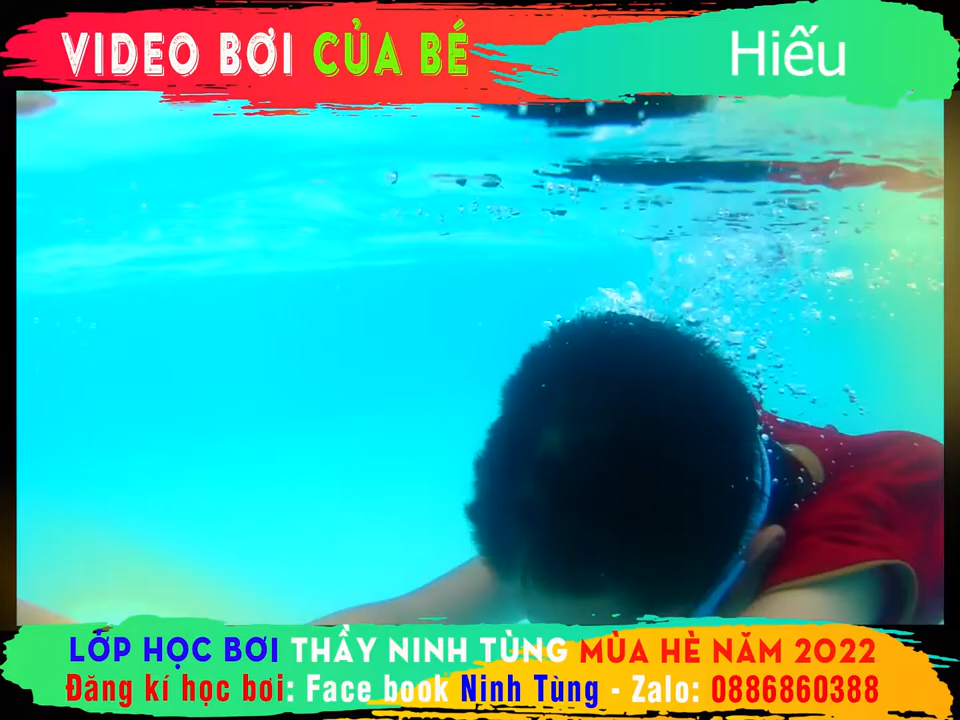 VIDEO BƠI CỦA BÉ
Hiếu
LỚP HỌC BƠI THẦY NINH TÙNG MÙA HÈ NĂM 2022
Đăng kí học bơi: Face book Ninh Tùng - Zalo: 0886860388